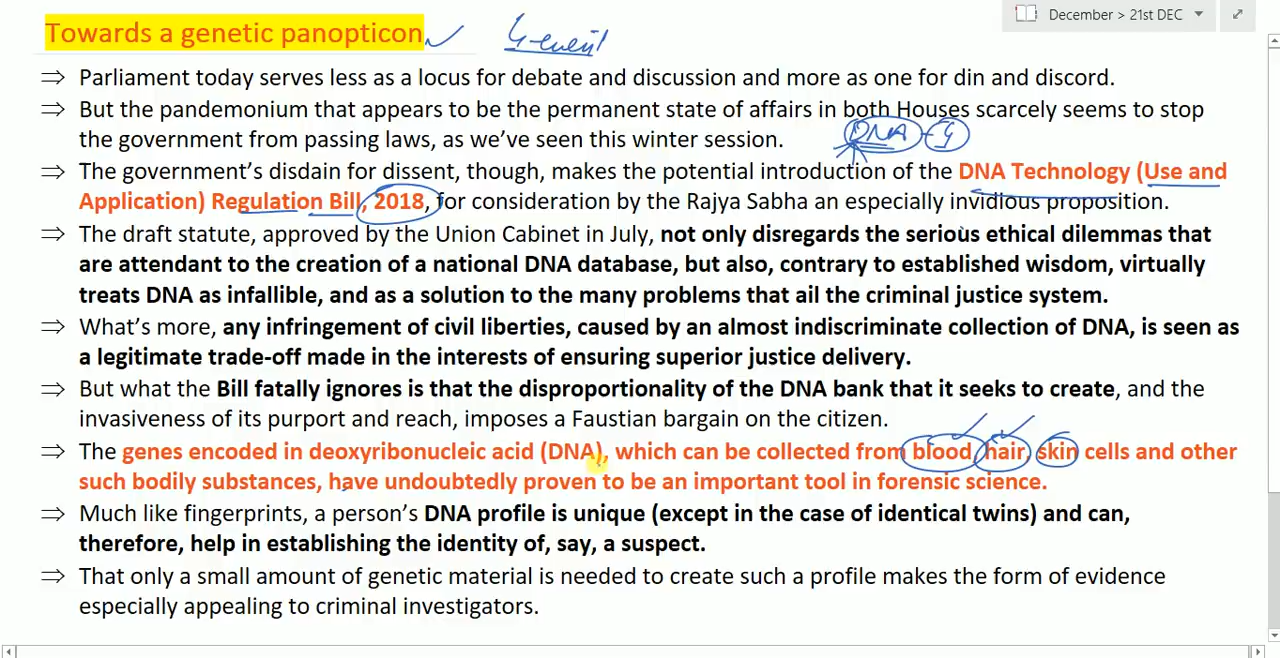 December > 21st DEC
Towards a genetic panopticon
⇒ Parliament today serves less as a locus for debate and discussion and more as one for din and discord.
⇒ But the pandemonium that appears to be the permanent state of affairs in both Houses scarcely seems to stop
the government from passing laws, as we've seen this winter session.
DNA
⇒ The government's disdain for dissent, though, makes the potential introduction of the DNA Technology (Use and
Application) Regulation Bill, 2018, for consideration by the Rajya Sabha an especially invidious proposition.
⇒ The draft statute, approved by the Union Cabinet in July, not only disregards the serious ethical dilemmas that
are attendant to the creation of a national DNA database, but also, contrary to established wisdom, virtually
treats DNA as infallible, and as a solution to the many problems that ail the criminal justice system.
⇒ What's more, any infringement of civil liberties, caused by an almost indiscriminate collection of DNA, is seen as
a legitimate trade-off made in the interests of ensuring superior justice delivery.
⇒ But what the Bill fatally ignores is that the disproportionality of the DNA bank that it seeks to create, and the
invasiveness of its purport and reach, imposes a Faustian bargain on the citizen.
⇒ The genes encoded in deoxyribonucleic acid (DNA), which can be collected from blood, hair, skin cells and other
such bodily substances, have undoubtedly proven to be an important tool in forensic science.
⇒ Much like fingerprints, a person's DNA profile is unique (except in the case of identical twins) and can,
therefore, help in establishing the identity of, say, a suspect.
⇒ That only a small amount of genetic material is needed to create such a profile makes the form of evidence
especially appealing to criminal investigators.